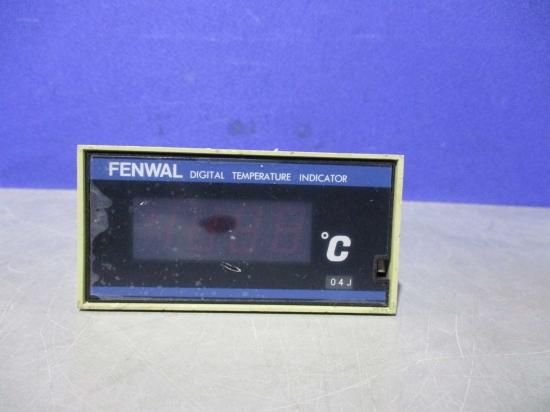 FENWAL DIGITAL TEMPERATURE INDICATOR
°C
04J